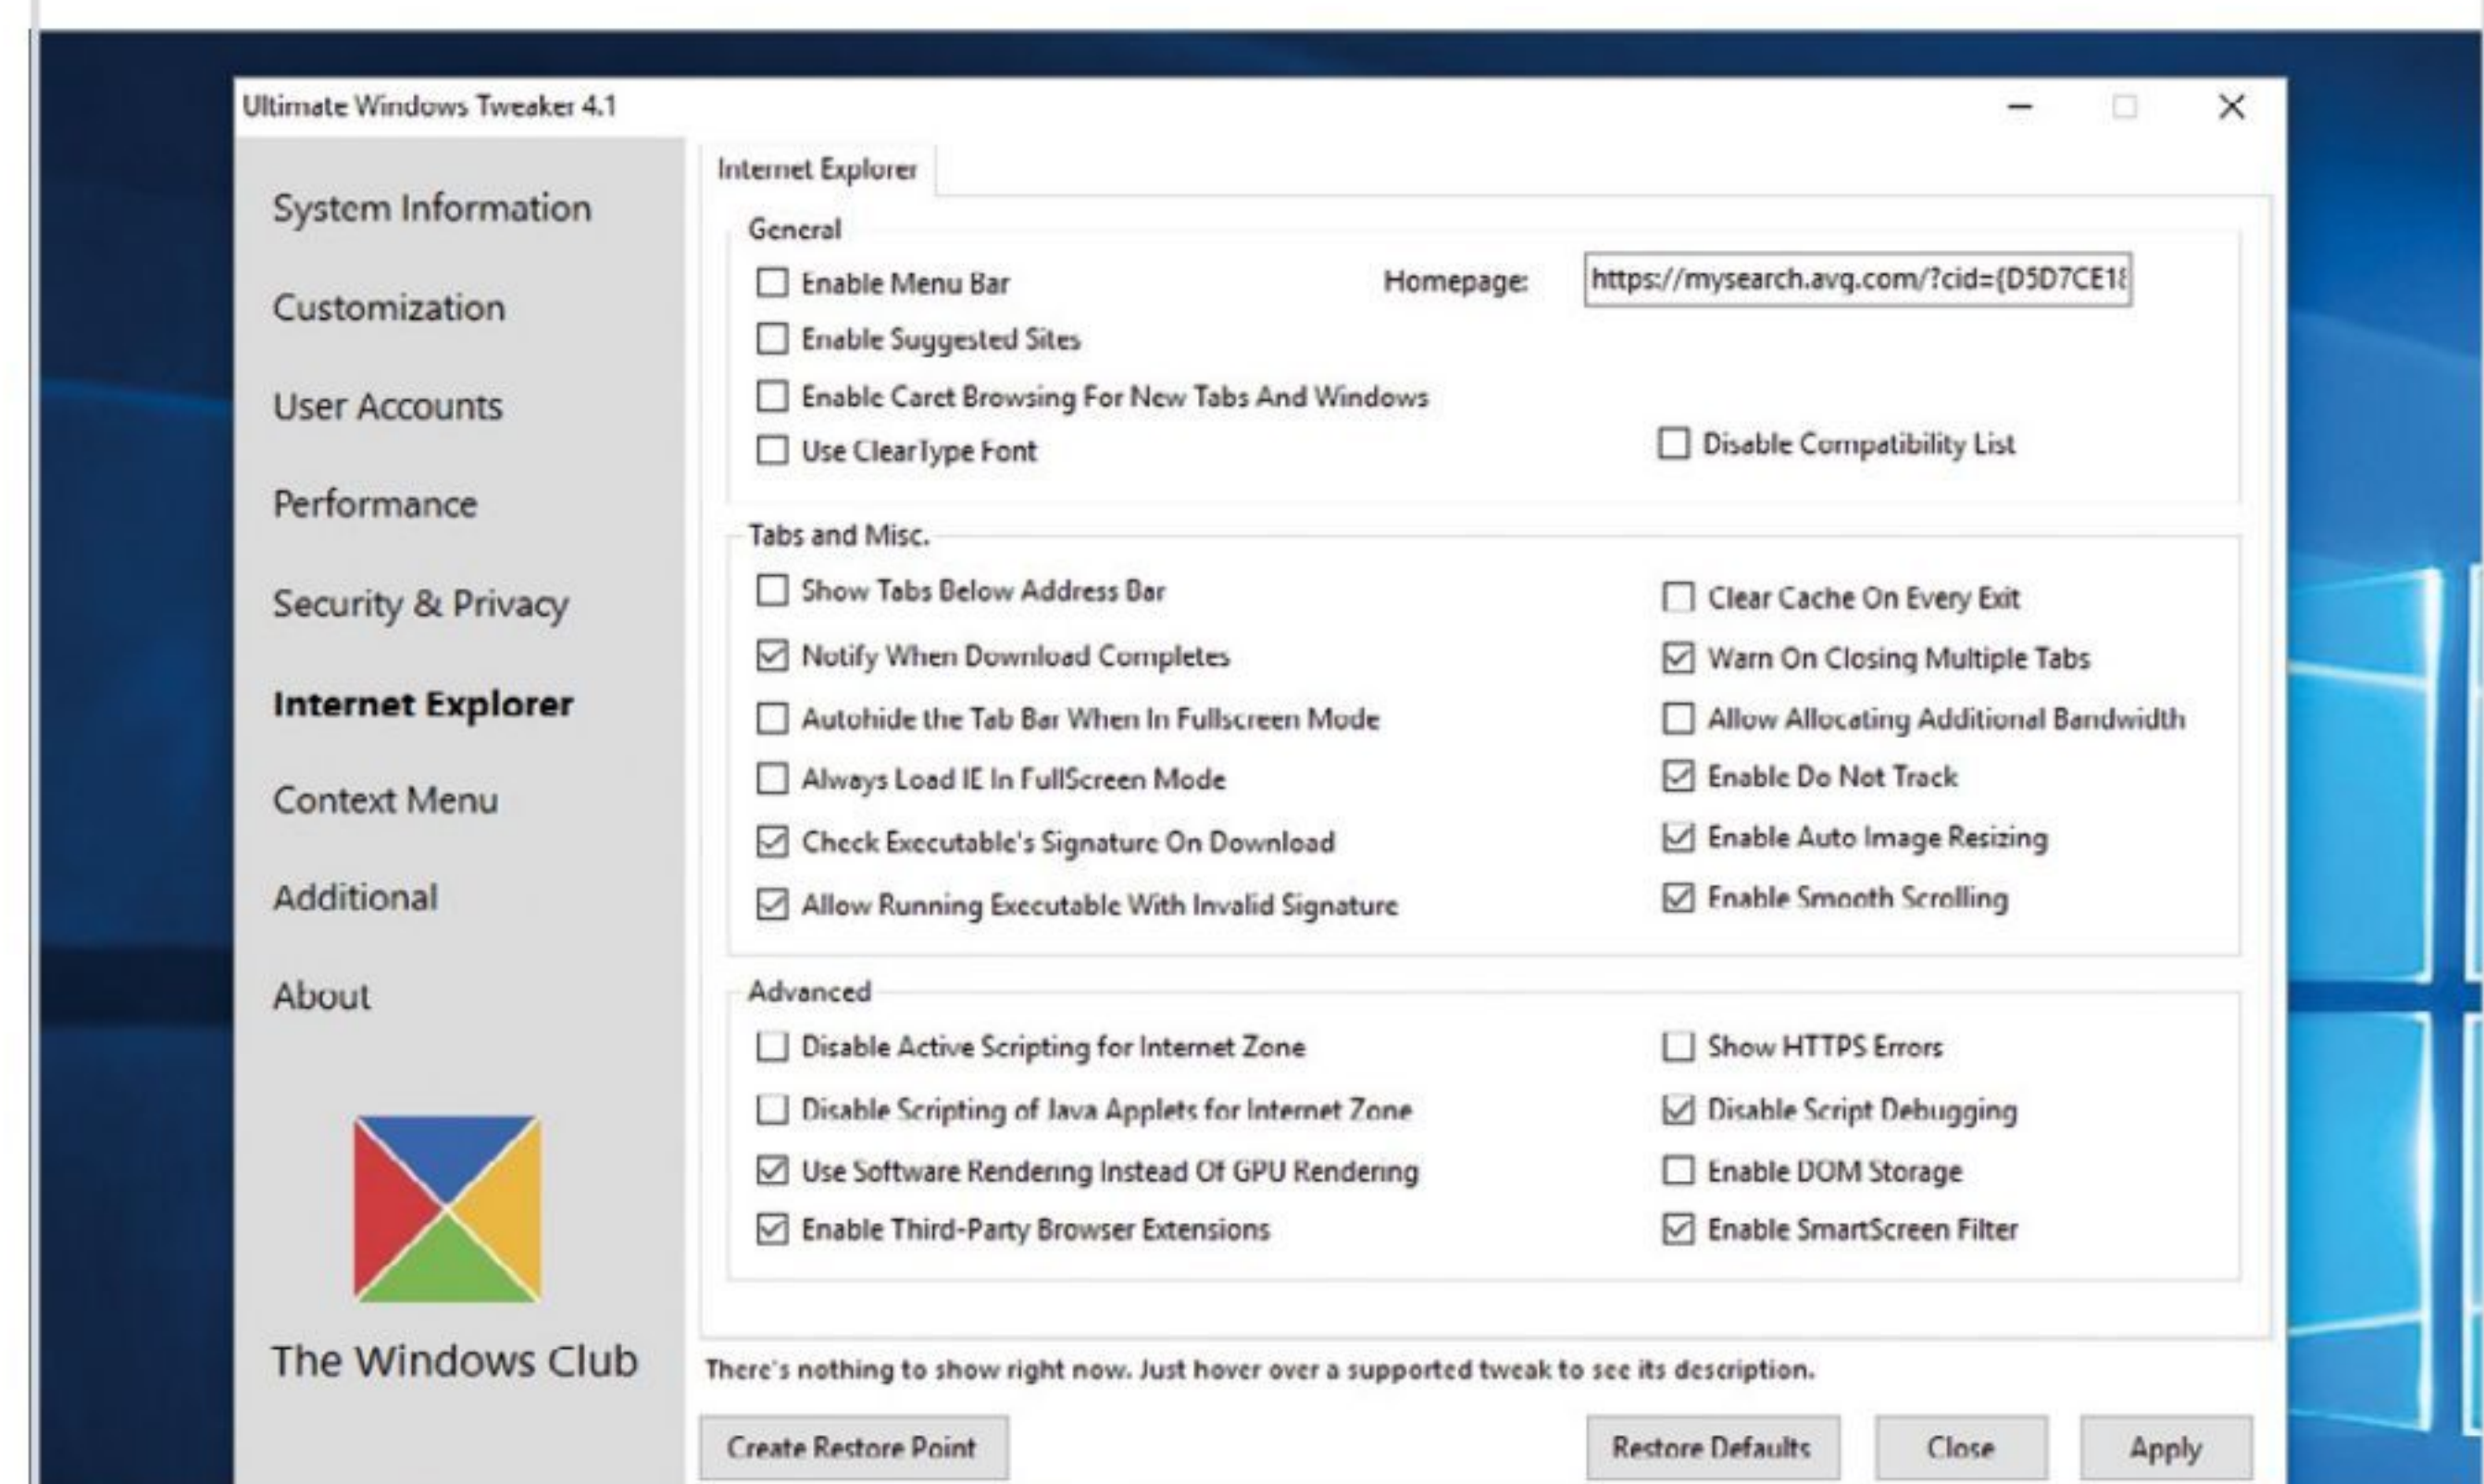 Ultimate Windows Tweaker 4.1
System Information
Customization
User Accounts
Performance
Security & Privacy
Internet Explorer
Context Menu
Additional
About
The Windows Club
Internet Explorer
General
Enable Menu Bar
Homepage: https://mysearch.avg.com/?cid={D5D7CE18
Enable Suggested Sites
Enable Caret Browsing For New Tabs And Windows
Use ClearType Font
Disable Compatibility List
Tabs and Misc.
Show Tabs Below Address Bar
Notify When Download Completes
Autohide the Tab Bar When In Fullscreen Mode
Always Load IE In FullScreen Mode
Check Executable's Signature On Download
Allow Running Executable With Invalid Signature
Clear Cache On Every Exit
Warn On Closing Multiple Tabs
Allow Allocating Additional Bandwidth
Enable Do Not Track
Enable Auto Image Resizing
Enable Smooth Scrolling
Advanced
Disable Active Scripting for Internet Zone
Disable Scripting of Java Applets for Internet Zone
Use Software Rendering Instead Of GPU Rendering
Enable Third-Party Browser Extensions
Show HTTPS Errors
Disable Script Debugging
Enable DOM Storage
Enable SmartScreen Filter
There's nothing to show right now. Just hover over a supported tweak to see its description.
Create Restore Point
Restore Defaults
Close
Apply